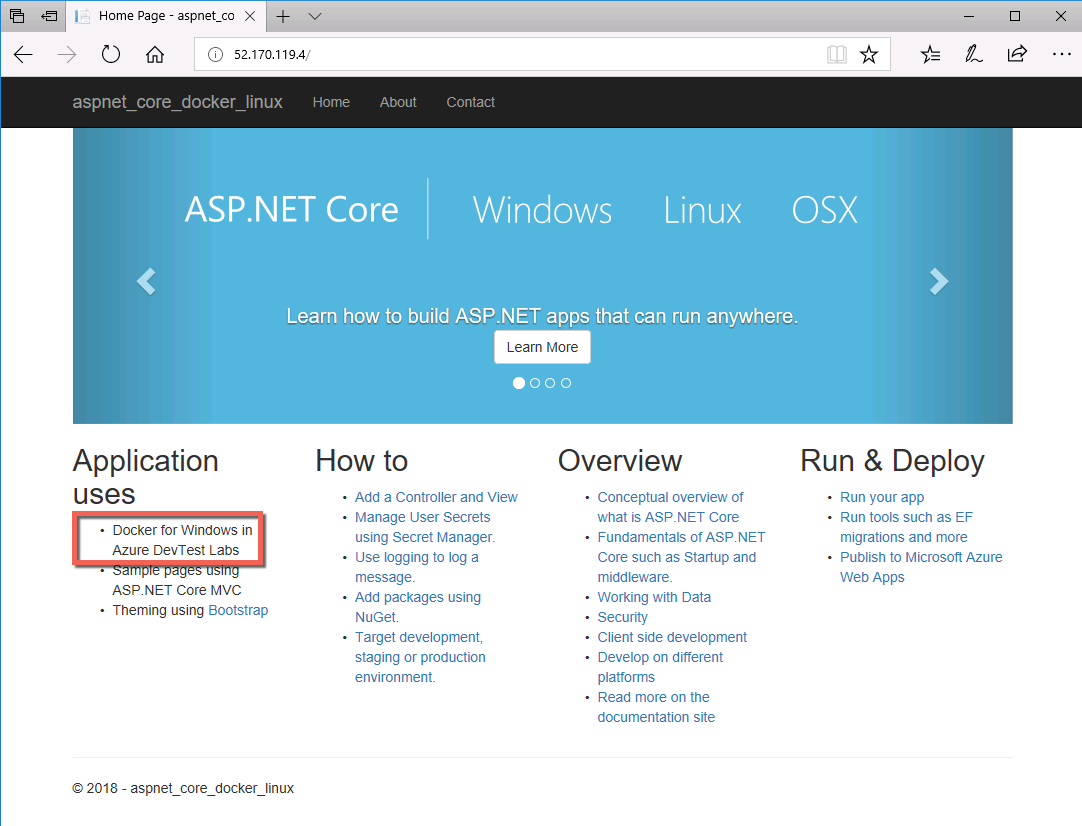 Home Page - aspnet_co
52.170.119.4/
aspnet_core_docker_linux Home About Contact
ASP.NET Core Windows Linux OSX
Learn how to build ASP.NET apps that can run anywhere.
Learn More
Application
uses
Docker for Windows in
Azure DevTest Labs
Sample pages using
ASP.NET Core MVC
Theming using Bootstrap
How to
Add a Controller and View
Manage User Secrets
using Secret Manager.
Use logging to log a
message.
Add packages using
NuGet.
Target development,
staging or production
environment.
Overview
Conceptual overview of
what is ASP.NET Core
Fundamentals of ASP.NET
Core such as Startup and
middleware.
Working with Data
Security
Client side development
Develop on different
platforms
Read more on the
documentation site
Run & Deploy
Run your app
Run tools such as EF
migrations and more
Publish to Microsoft Azure
Web Apps
© 2018 - aspnet_core_docker_linux